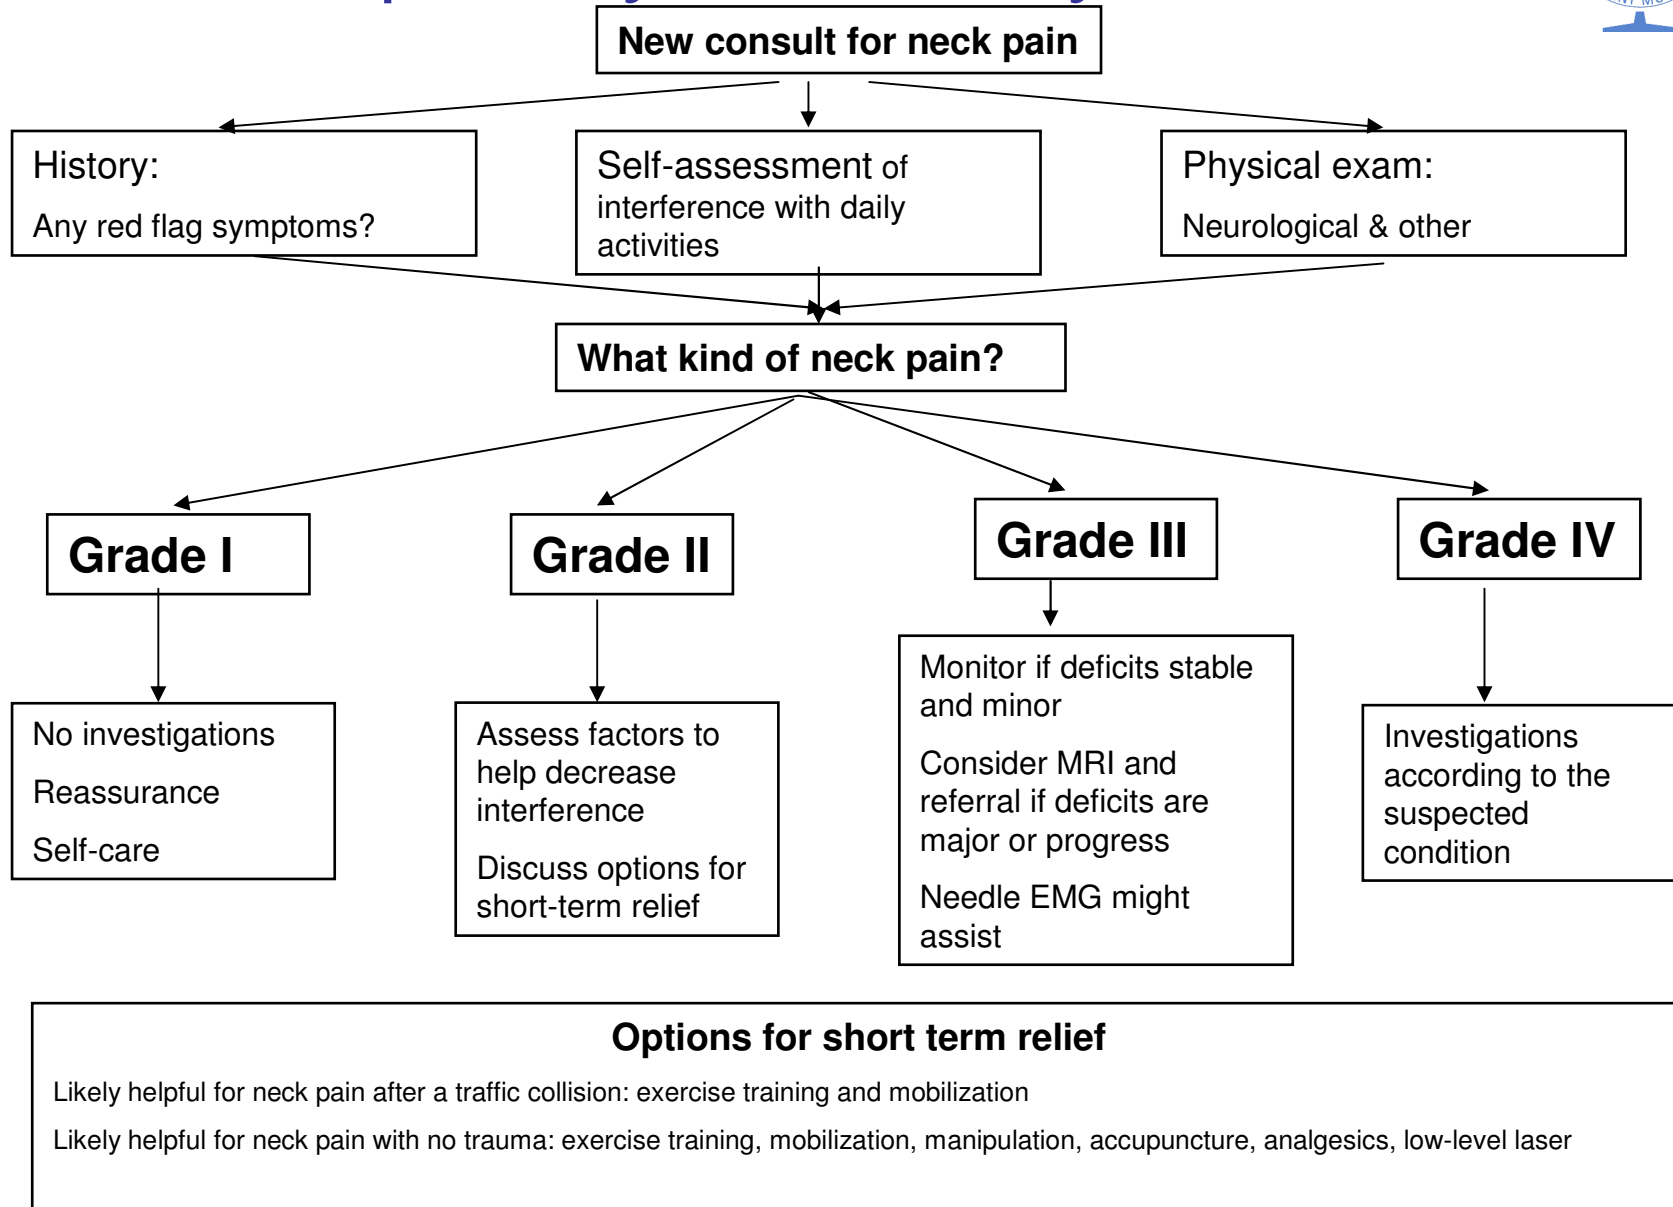 New consult for neck pain
History:
Any red flag symptoms?
Self-assessment of
interference with daily
activities
Physical exam:
Neurological & other
What kind of neck pain?
Grade I
Grade II
Grade III
Grade IV
No investigations
Reassurance
Self-care
Assess factors to
help decrease
interference
Discuss options for
short-term relief
Monitor if deficits stable
and minor
Consider MRI and
referral if deficits are
major or progress
Needle EMG might
assist
Investigations
according to the
suspected
condition
Options for short term relief
Likely helpful for neck pain after a traffic collision: exercise training and mobilization
Likely helpful for neck pain with no trauma: exercise training, mobilization, manipulation, accupuncture, analgesics, low-level laser